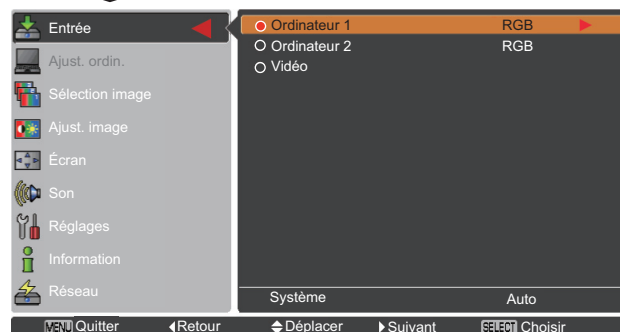 Entrée
Ajust. ordin.
Sélection image
Ajust. image
Écran
Son
Réglages
Information
Réseau
Ordinateur 1 RGB
Ordinateur 2 RGB
Vidéo
Système Auto
MENU Quitter Retour Déplacer Suivant SELECT Choisir